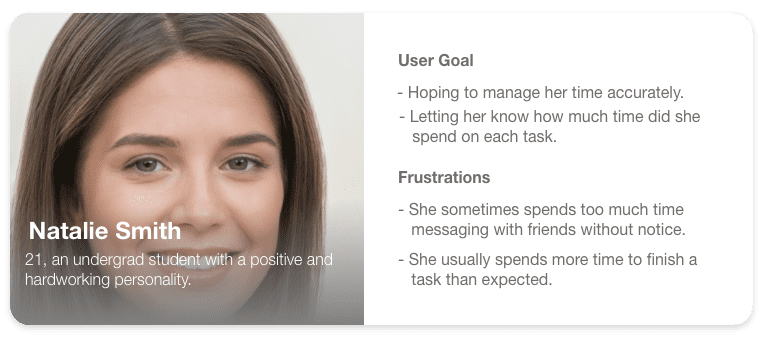 Natalie Smith
21, an undergrad student with a positive and
hardworking personality.
User Goal
- Hoping to manage her time accurately.
- Letting her know how much time did she
spend on each task.
Frustrations
- She sometimes spends too much time
messaging with friends without notice.
- She usually spends more time to finish a
task than expected.